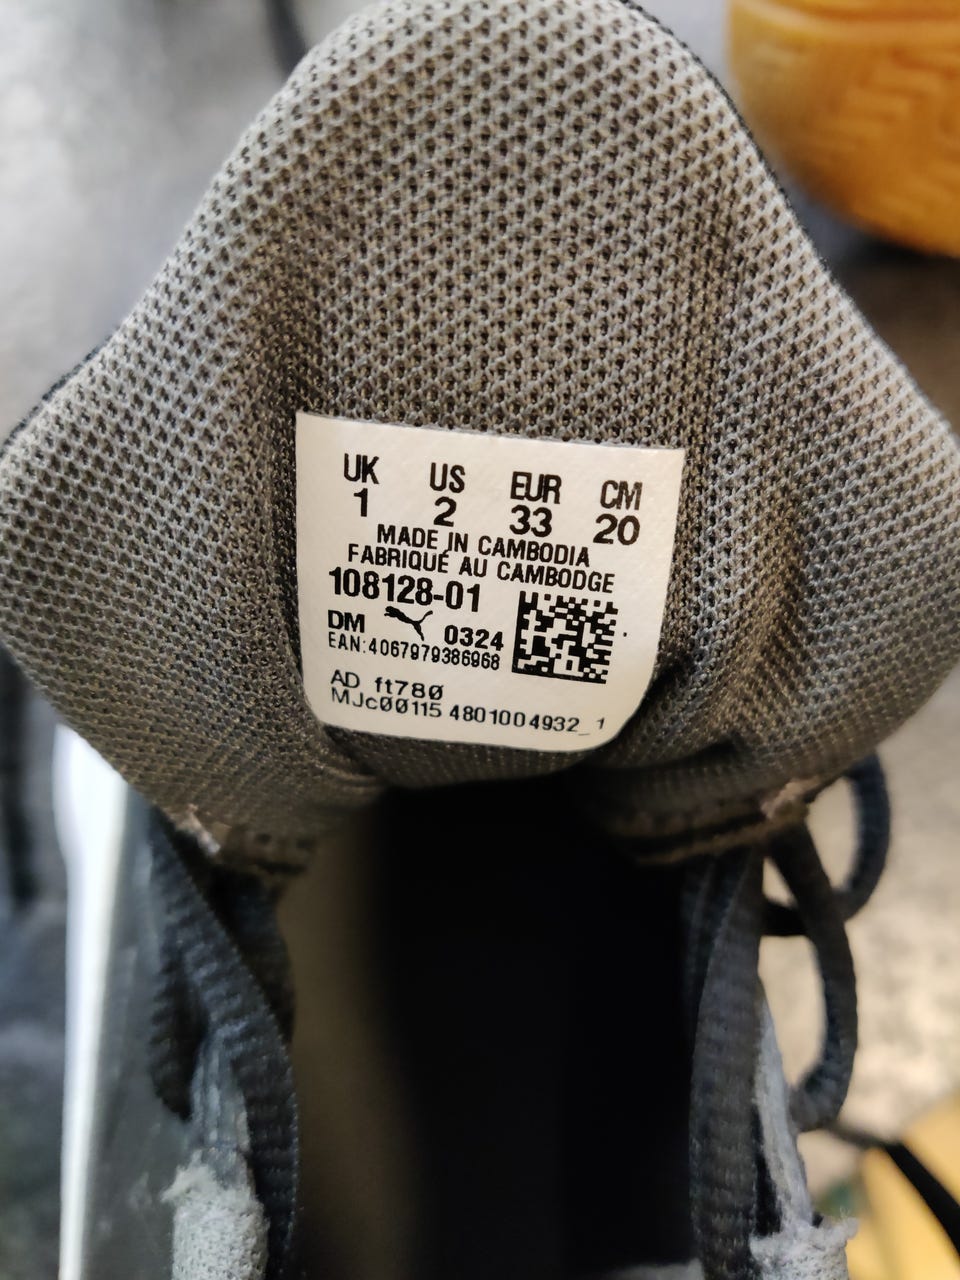 UK US EUR CM
1 2 33 20
MADE IN CAMBODIA
FABRIQUÉ AU CAMBODGE
108128-01
DM 0324
EAN:4067979386968
AD ft780
MJc00115 4801004932_1